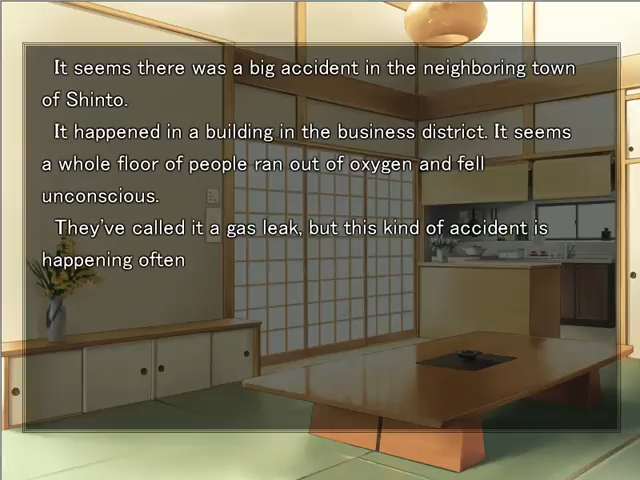 It seems there was a big accident in the neighboring town
of Shinto.
It happened in a building in the business district. It seems
a whole floor of people ran out of oxygen and fell
unconscious.
They've called it a gas leak, but this kind of accident is
happening often